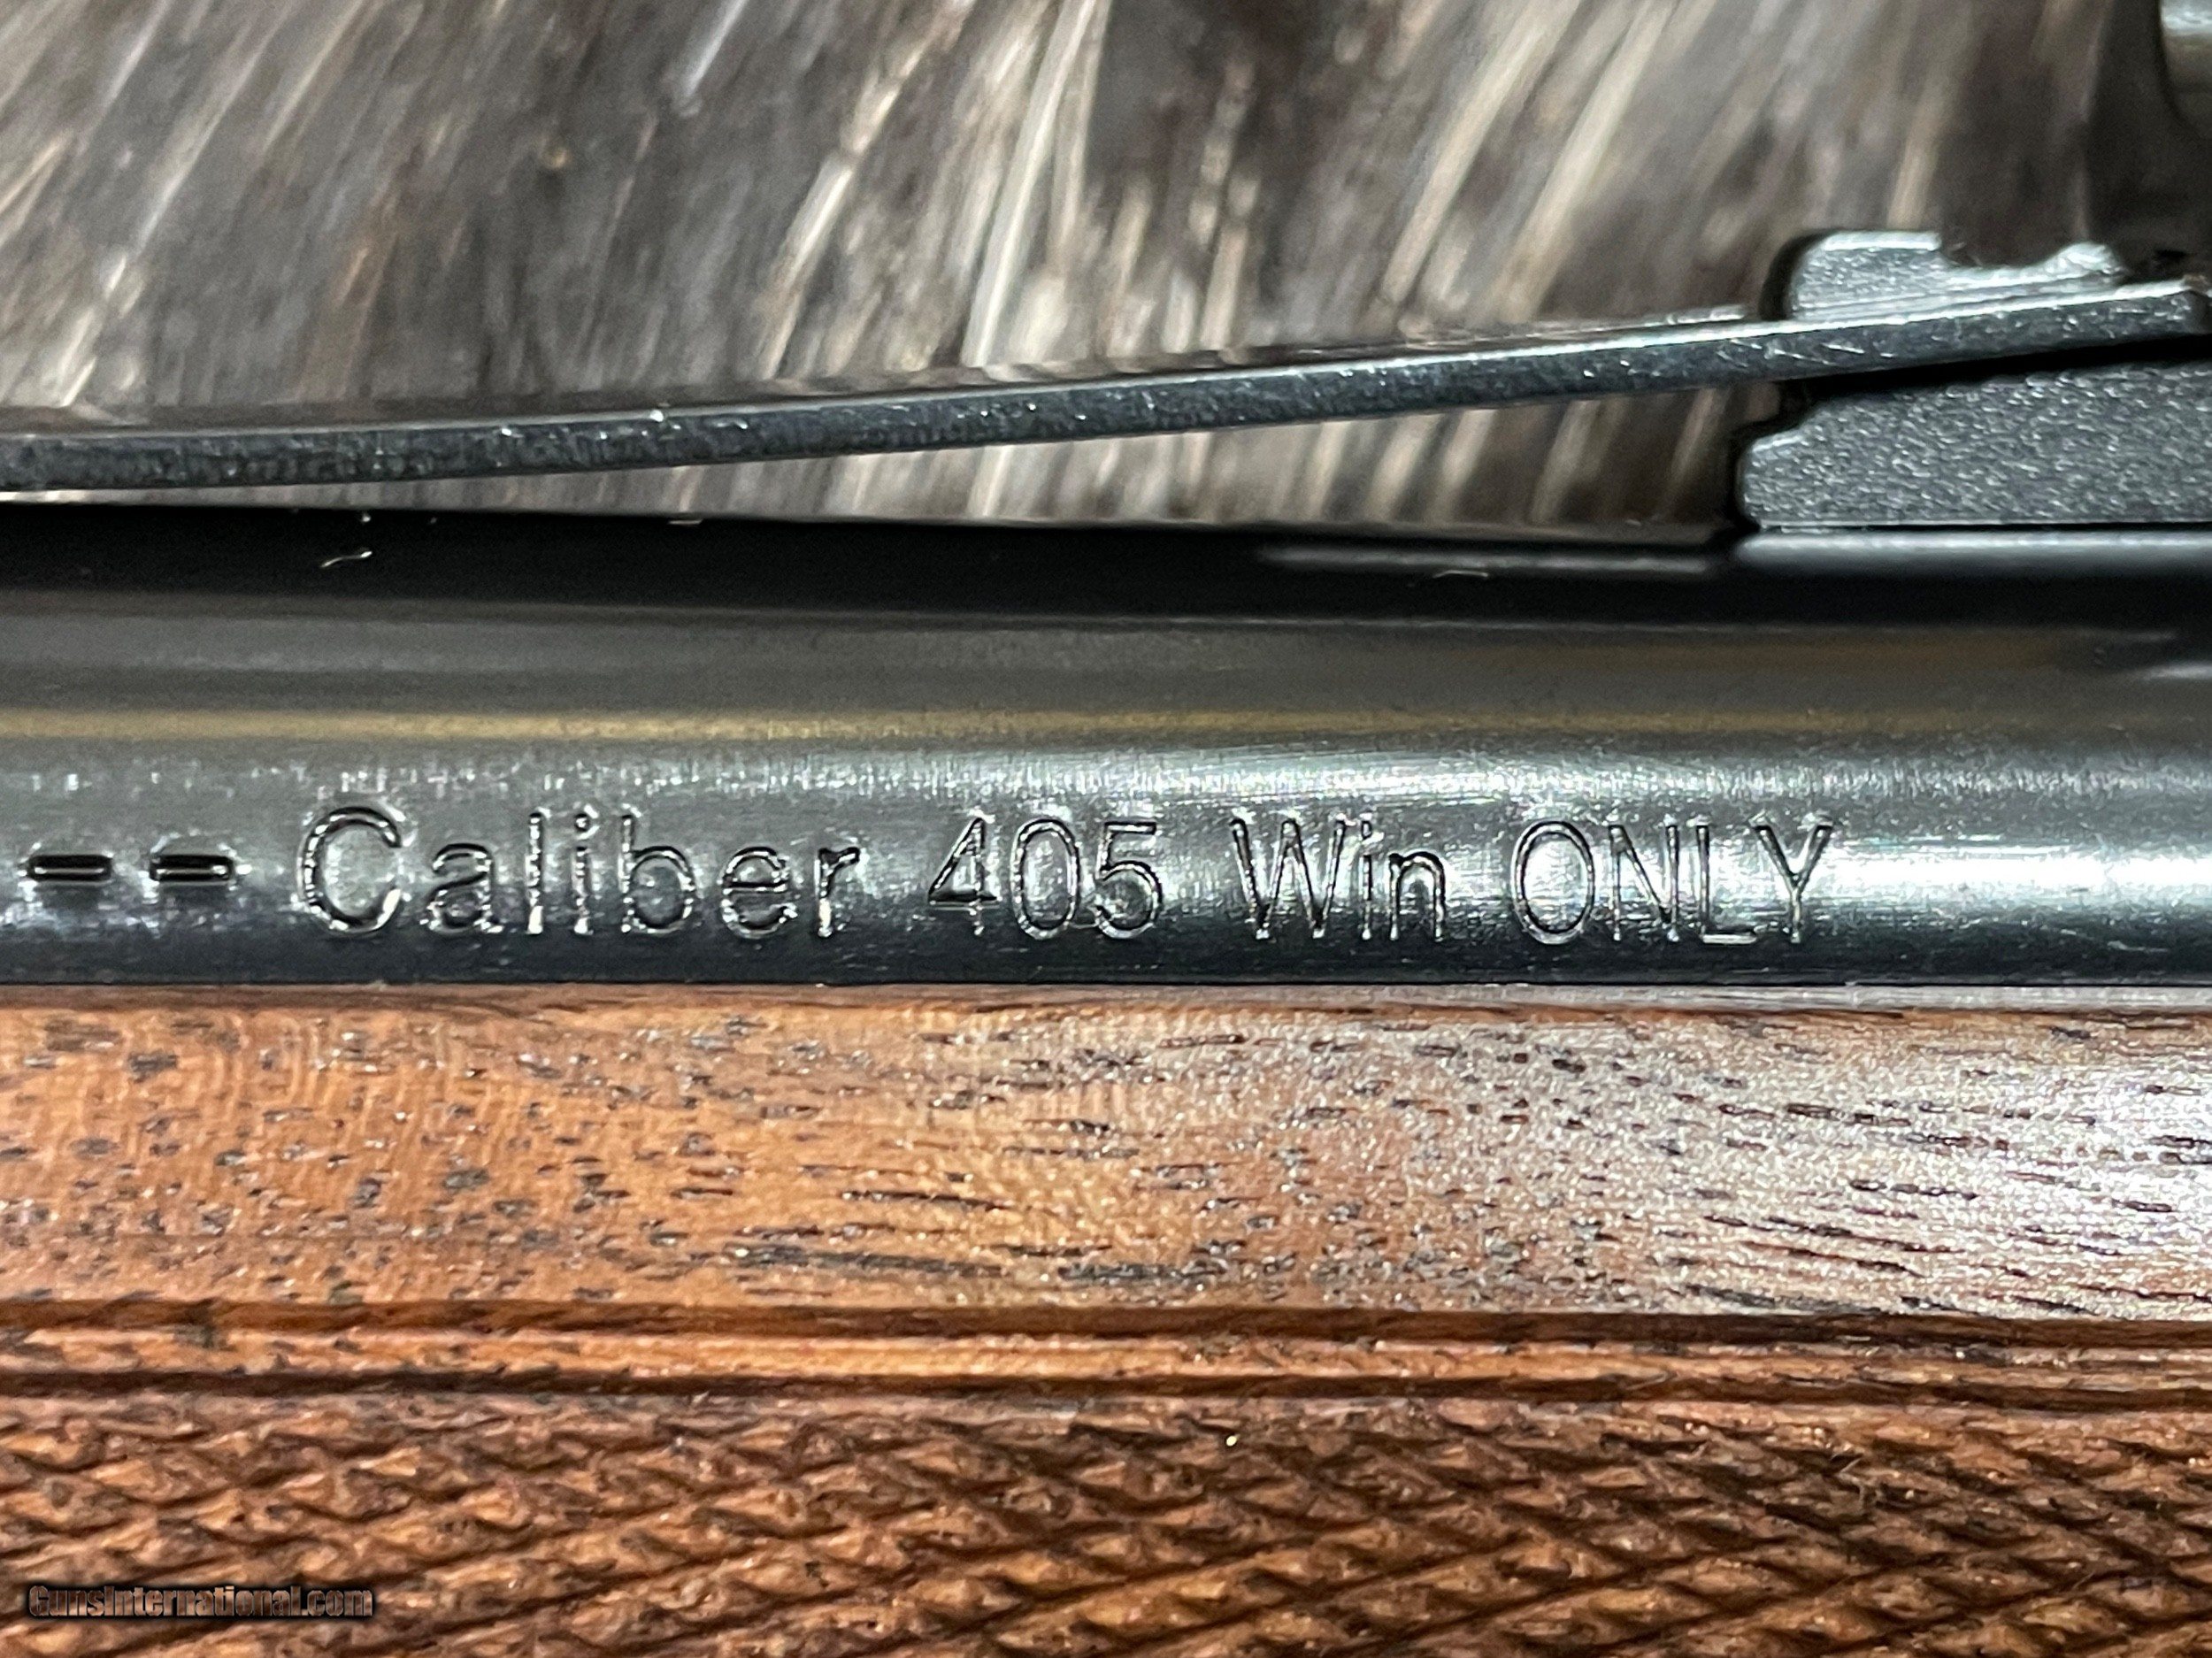 -- Caliber 405 Win ONLY
GunsInternational.com